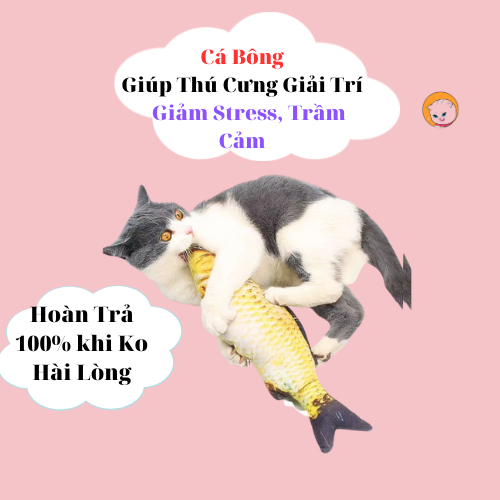 Cá Bông
Giúp Thú Cưng Giải Trí
Giảm Stress, Trầm
Cảm
Hoàn Trả
100% khi Ko
Hài Lòng